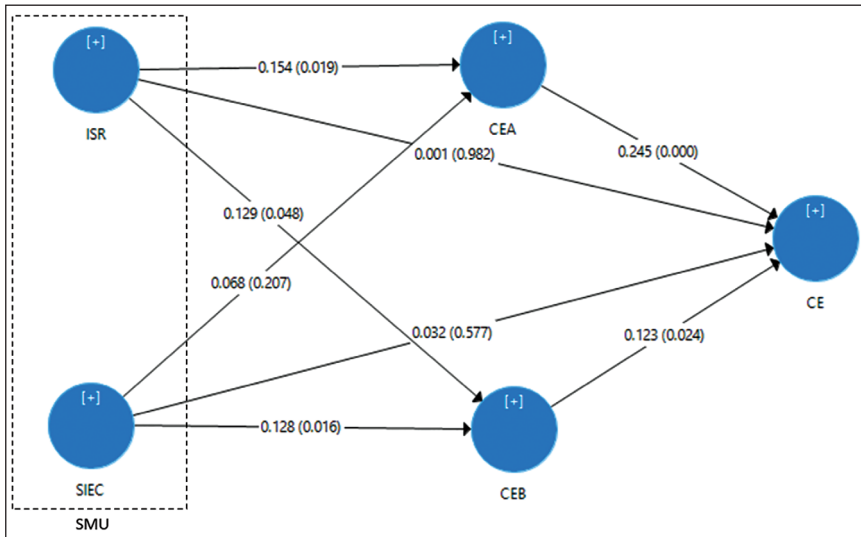 [+]
ISR
0.154 (0.019)
[+]
CEA
0.001 (0.982)
0.245 (0.000)
0.129 (0.048)
[+]
CE
0.068 (0.207)
0.032 (0.577)
0.123 (0.024)
[+]
SIEC
0.128 (0.016)
[+]
CEB
SMU